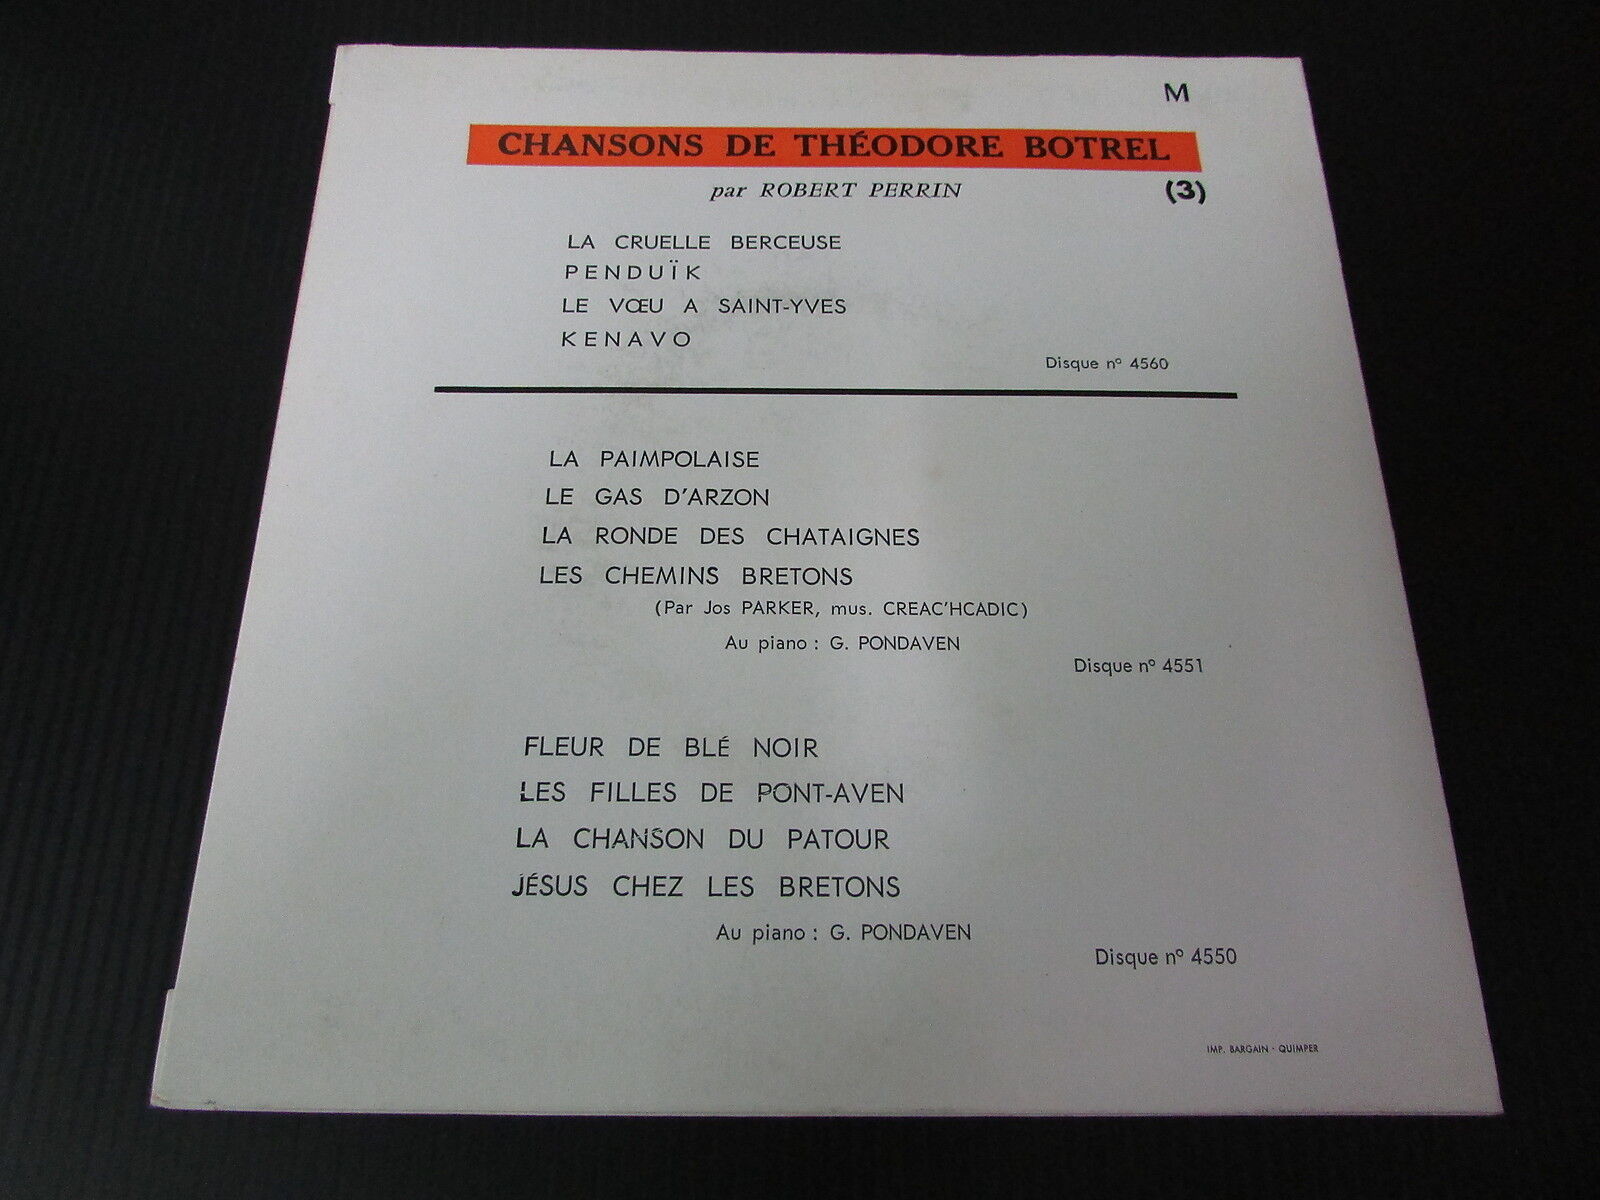 M
CHANSONS DE THÉODORE BOTREL
par ROBERT PERRIN (3)
LA CRUELLE BERCEUSE
PENDUÏK
LE VŒU A SAINT-YVES
KENAVO
Disque nº 4560
LA PAIMPOLAISE
LE GAS D'ARZON
LA RONDE DES CHATAIGNES
LES CHEMINS BRETONS
(Par Jos PARKER, mus. CREAC'HCADIC)
Au piano : G. PONDAVEN
Disque nº 4551
FLEUR DE BLÉ NOIR
LES FILLES DE PONT-AVEN
LA CHANSON DU PATOUR
JÉSUS CHEZ LES BRETONS
Au piano : G. PONDAVEN
Disque nº 4550
IMP. BARGAIN - QUIMPER